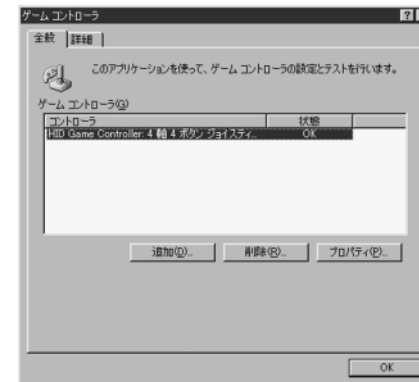 ゲーム コントローラ
全般 詳細
このアプリケーションを使って、ゲーム コントローラの設定とテストを行います。
ゲーム コントローラ(G)
コントローラ 状態
HID Game Controller: 4 軸 4 ボタン ジョイスティ... OK
追加(D)... 削除(R)... プロパティ(P)...
OK